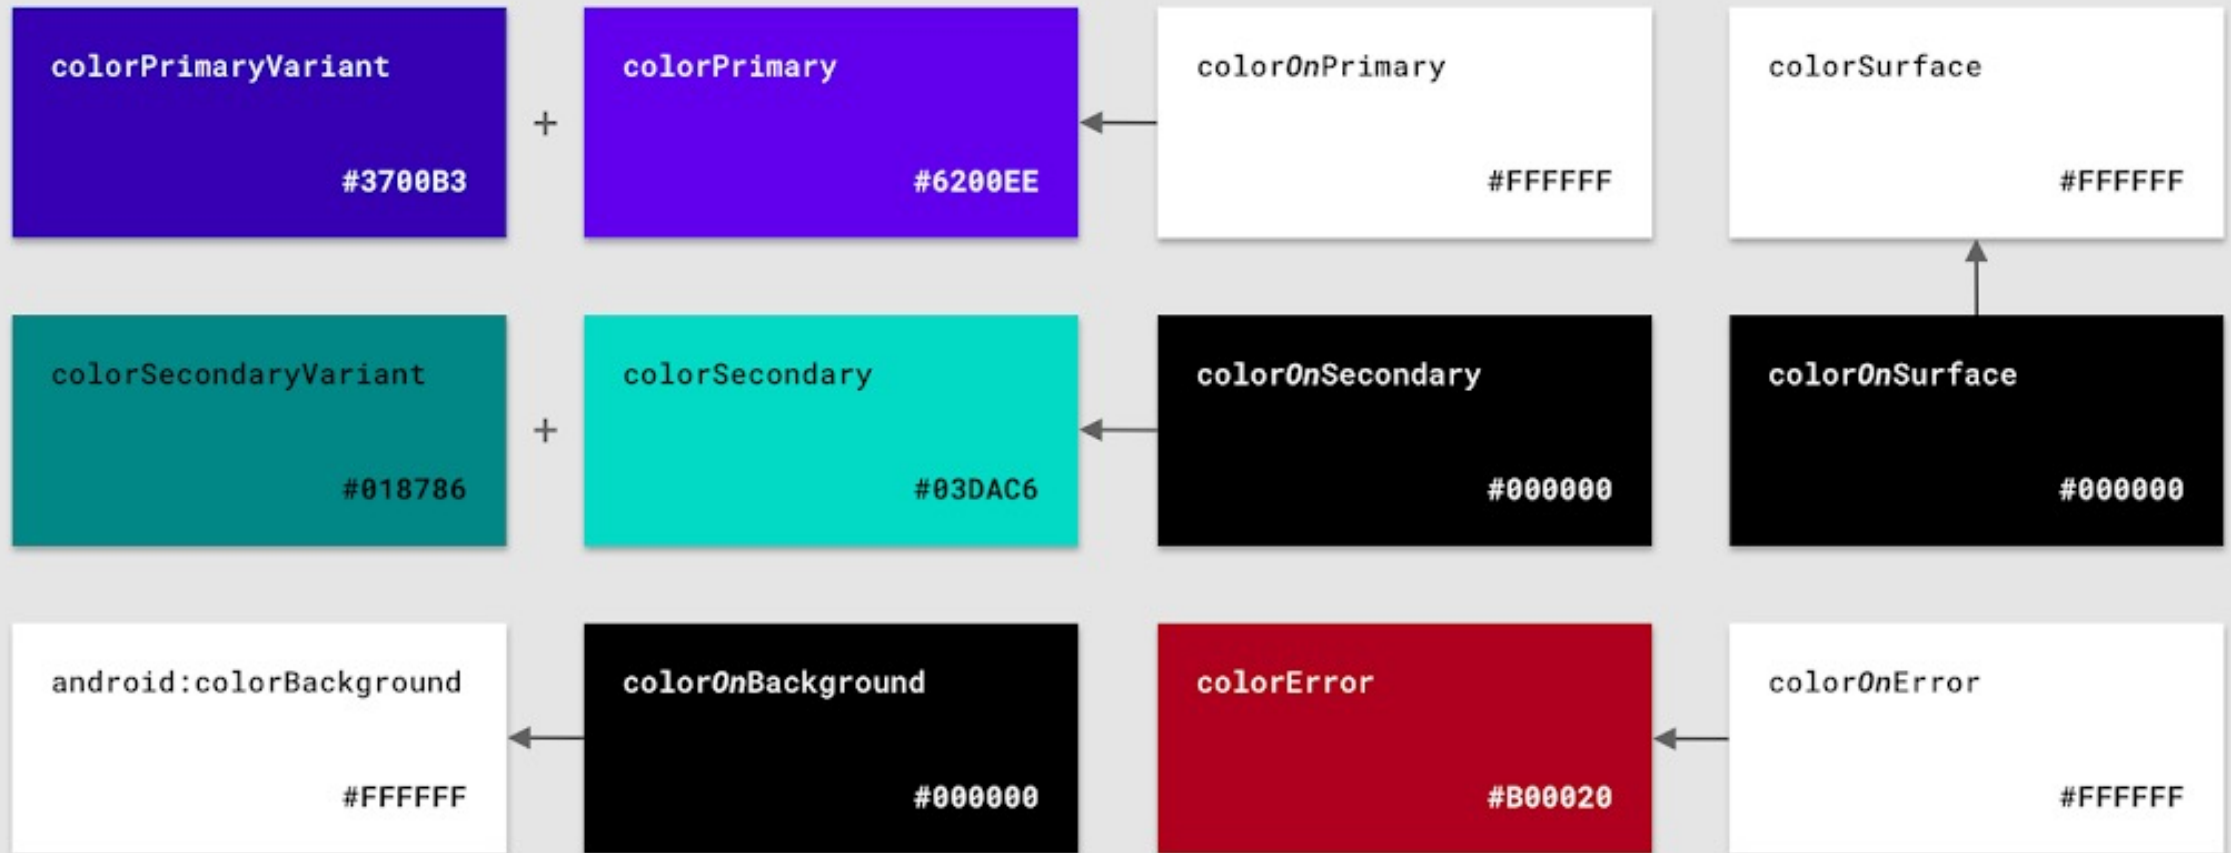 colorPrimaryVariant
#3700B3
+
colorPrimary
#6200EE
colorOnPrimary
#FFFFFF
colorSurface
#FFFFFF
colorSecondaryVariant
#018786
+
colorSecondary
#03DAC6
colorOnSecondary
#000000
colorOnSurface
#000000
android:colorBackground
#FFFFFF
colorOnBackground
#000000
colorError
#B00020
colorOnError
#FFFFFF